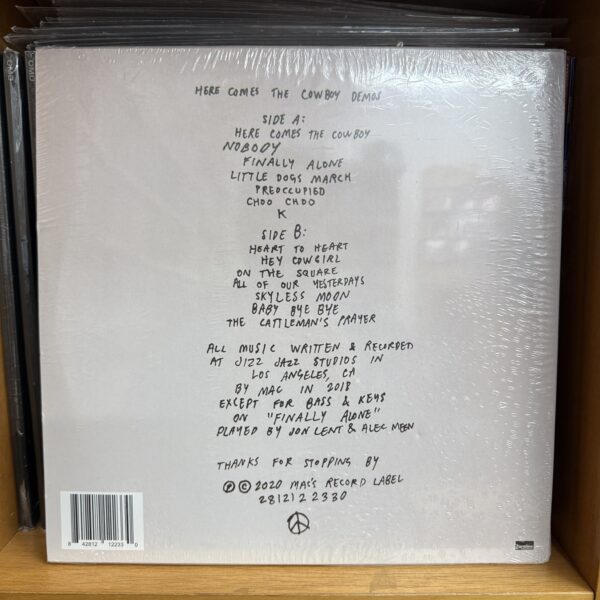 HERE COMES THE COWBOY DEMOS
SIDE A:
HERE COMES THE COWBOY
NOBODY
FINALLY ALONE
LITTLE DOGS MARCH
PREOCCUPIED
CHOO CHOO
K
SIDE B:
HEART TO HEART
HEY COWGIRL
ON THE SQUARE
ALL OF OUR YESTERDAYS
SKYLESS MOON
BABY BYE BYE
THE CATTLEMAN'S PRAYER
ALL MUSIC WRITTEN & RECORDED
AT JIZZ JAZZ STUDIOS IN
LOS ANGELES, CA
BY MAC IN 2018
EXCEPT FOR BASS & KEYS
ON "FINALLY ALONE"
PLAYED BY JON LENT & ALEC MEEN
THANKS FOR STOPPING BY
℗ © 2020 MAC'S RECORD LABEL
2812122330
8 42812 12233 0